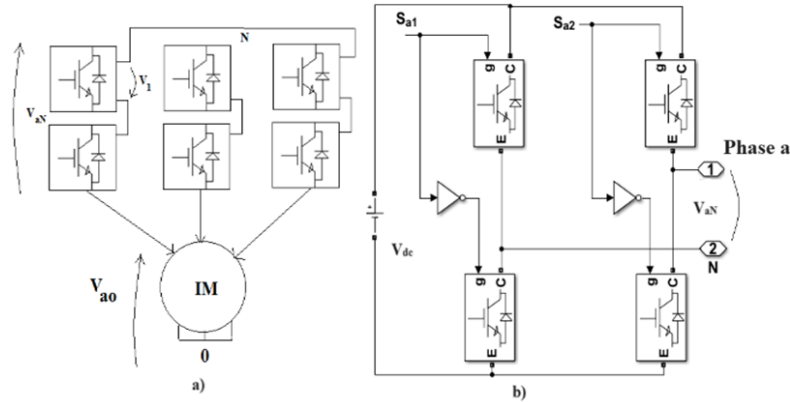 N
V1
VaN
Vao
IM
0
a)
Sa1
Sa2
g
C
E
g
C
E
Phase a
1
VaN
2
N
Vdc
+
g
C
E
g
C
E
b)